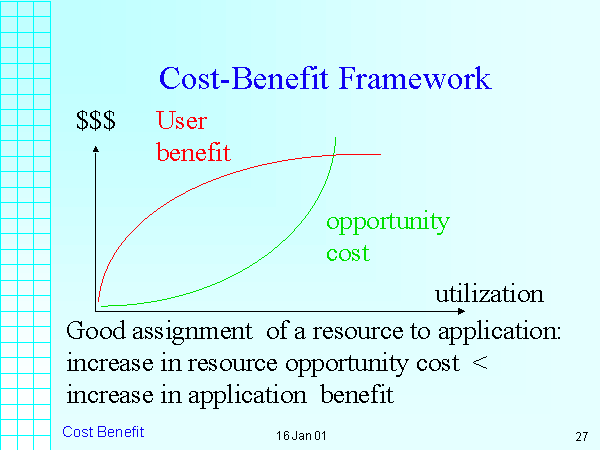 Cost-Benefit Framework
$$$
User
benefit
opportunity
cost
utilization
Good assignment of a resource to application:
increase in resource opportunity cost <
increase in application benefit
Cost Benefit
16 Jan 01
27